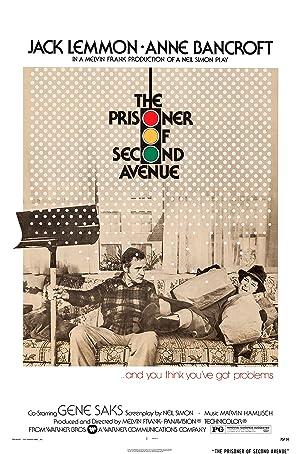 JACK LEMMON · ANNE BANCROFT
IN A MELVIN FRANK PRODUCTION OF A NEIL SIMON PLAY
THE
PRISONER
OF
SECOND
AVENUE
...and you think you've got problems
Co-Starring GENE SAKS Screenplay by NEIL SIMON · Music MARVIN HAMLISCH
Produced and Directed by MELVIN FRANK · PANAVISION® TECHNICOLOR®
FROM WARNER BROS. A WARNER COMMUNICATIONS COMPANY PG
"THE PRISONER OF SECOND AVENUE"